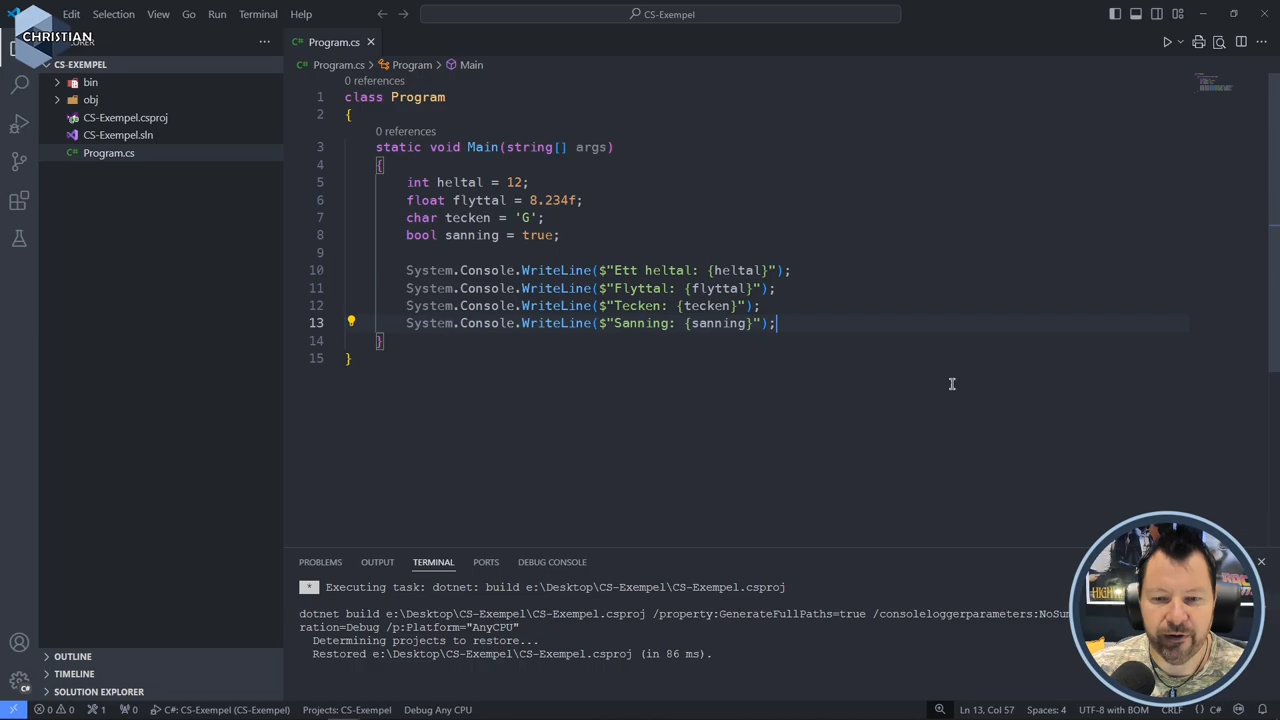 Edit Selection View Go Run Terminal Help
CS-Exempel
CHRISTIAN
Program.cs
Program.cs Program Main
CS-EXEMPEL
bin
obj
CS-Exempel.csproj
CS-Exempel.sln
Program.cs
0 references
1 class Program
2 {
0 references
3 static void Main(string[] args)
4 {
5 int heltal = 12;
6 float flyttal = 8.234f;
7 char tecken = 'G';
8 bool sanning = true;
9
10 System.Console.WriteLine($"Ett heltal: {heltal}");
11 System.Console.WriteLine($"Flyttal: {flyttal}");
12 System.Console.WriteLine($"Tecken: {tecken}");
13 System.Console.WriteLine($"Sanning: {sanning}");
14 }
15 }
PROBLEMS OUTPUT TERMINAL PORTS DEBUG CONSOLE
* Executing task: dotnet: build e:\Desktop\CS-Exempel\CS-Exempel.csproj
dotnet build e:\Desktop\CS-Exempel\CS-Exempel.csproj /property:GenerateFullPaths=true /consoleloggerparameters:NoSum
ration=Debug /p:Platform="AnyCPU"
Determining projects to restore...
Restored e:\Desktop\CS-Exempel\CS-Exempel.csproj (in 86 ms).
OUTLINE
TIMELINE
SOLUTION EXPLORER
0 0 1 0 C#: CS-Exempel (CS-Exempel) Projects: CS-Exempel Debug Any CPU Ln 13, Col 57 Spaces: 4 UTF-8 with BOM CRLF C#